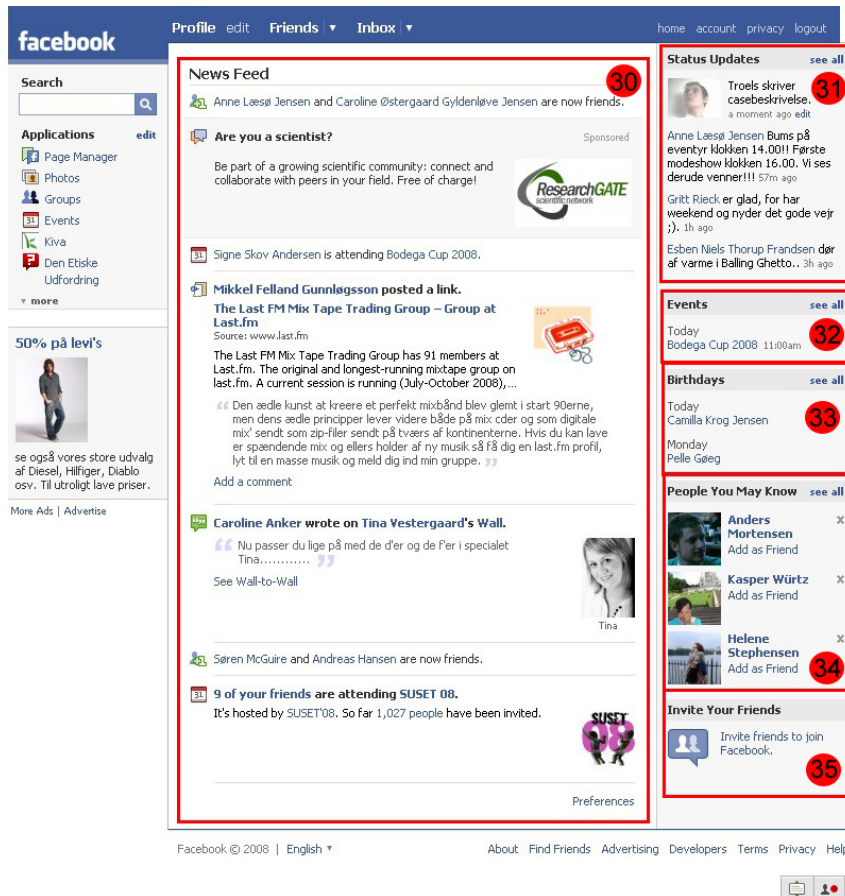 facebook
Profile edit Friends ▾ Inbox ▾
home account privacy logout
Search
Applications edit
Page Manager
Photos
Groups
31 Events
Kiva
Den Etiske
Udfordring
▾ more
50% på levi's
se også vores store udvalg
af Diesel, Hilfiger, Diablo
osv. Til utroligt lave priser.
More Ads | Advertise
News Feed
30
Anne Læsø Jensen and Caroline Østergaard Gyldenløve Jensen are now friends.
Are you a scientist? Sponsored
Be part of a growing scientific community: connect and
collaborate with peers in your field. Free of charge!
ResearchGATE
scientific network
31 Signe Skov Andersen is attending Bodega Cup 2008.
Mikkel Felland Gunnløgsson posted a link.
The Last FM Mix Tape Trading Group – Group at
Last.fm
Source: www.last.fm
The Last FM Mix Tape Trading Group has 91 members at
Last.fm. The original and longest-running mixtape group on
last.fm. A current session is running (July-October 2008),...
“ Den ædle kunst at kreere et perfekt mixbånd blev glemt i start 90erne,
men dens ædle principper lever videre både på mix cder og som digitale
mix' sendt som zip-filer sendt på tværs af kontinenterne. Hvis du kan lave
er spændende mix og ellers holder af ny musik så få dig en last.fm profil,
lyt til en masse musik og meld dig ind min gruppe. ”
Add a comment
Caroline Anker wrote on Tina Vestergaard's Wall.
“ Nu passer du lige på med de d'er og de f'er i specialet
Tina............ ”
See Wall-to-Wall
Tina
Søren McGuire and Andreas Hansen are now friends.
31 9 of your friends are attending SUSET 08.
It's hosted by SUSET'08. So far 1,027 people have been invited.
SUSET
08
Preferences
Status Updates see all
31
Troels skriver
casebeskrivelse.
a moment ago edit
Anne Læsø Jensen Bums på
eventyr klokken 14.00!! Første
modeshow klokken 16.00. Vi ses
derude venner!!! 57m ago
Gritt Rieck er glad, for har
weekend og nyder det gode vejr
;). 1h ago
Esben Niels Thorup Frandsen dør
af varme i Balling Ghetto.. 3h ago
Events see all
32
Today
Bodega Cup 2008 11:00am
Birthdays see all
Today
Camilla Krog Jensen
33
Monday
Pelle Gøeg
People You May Know see all
Anders x
Mortensen
Add as Friend
Kasper Würtz x
Add as Friend
Helene x
Stephensen
Add as Friend
34
Invite Your Friends
Invite friends to join
Facebook.
35
Facebook © 2008 | English ▾
About Find Friends Advertising Developers Terms Privacy Help